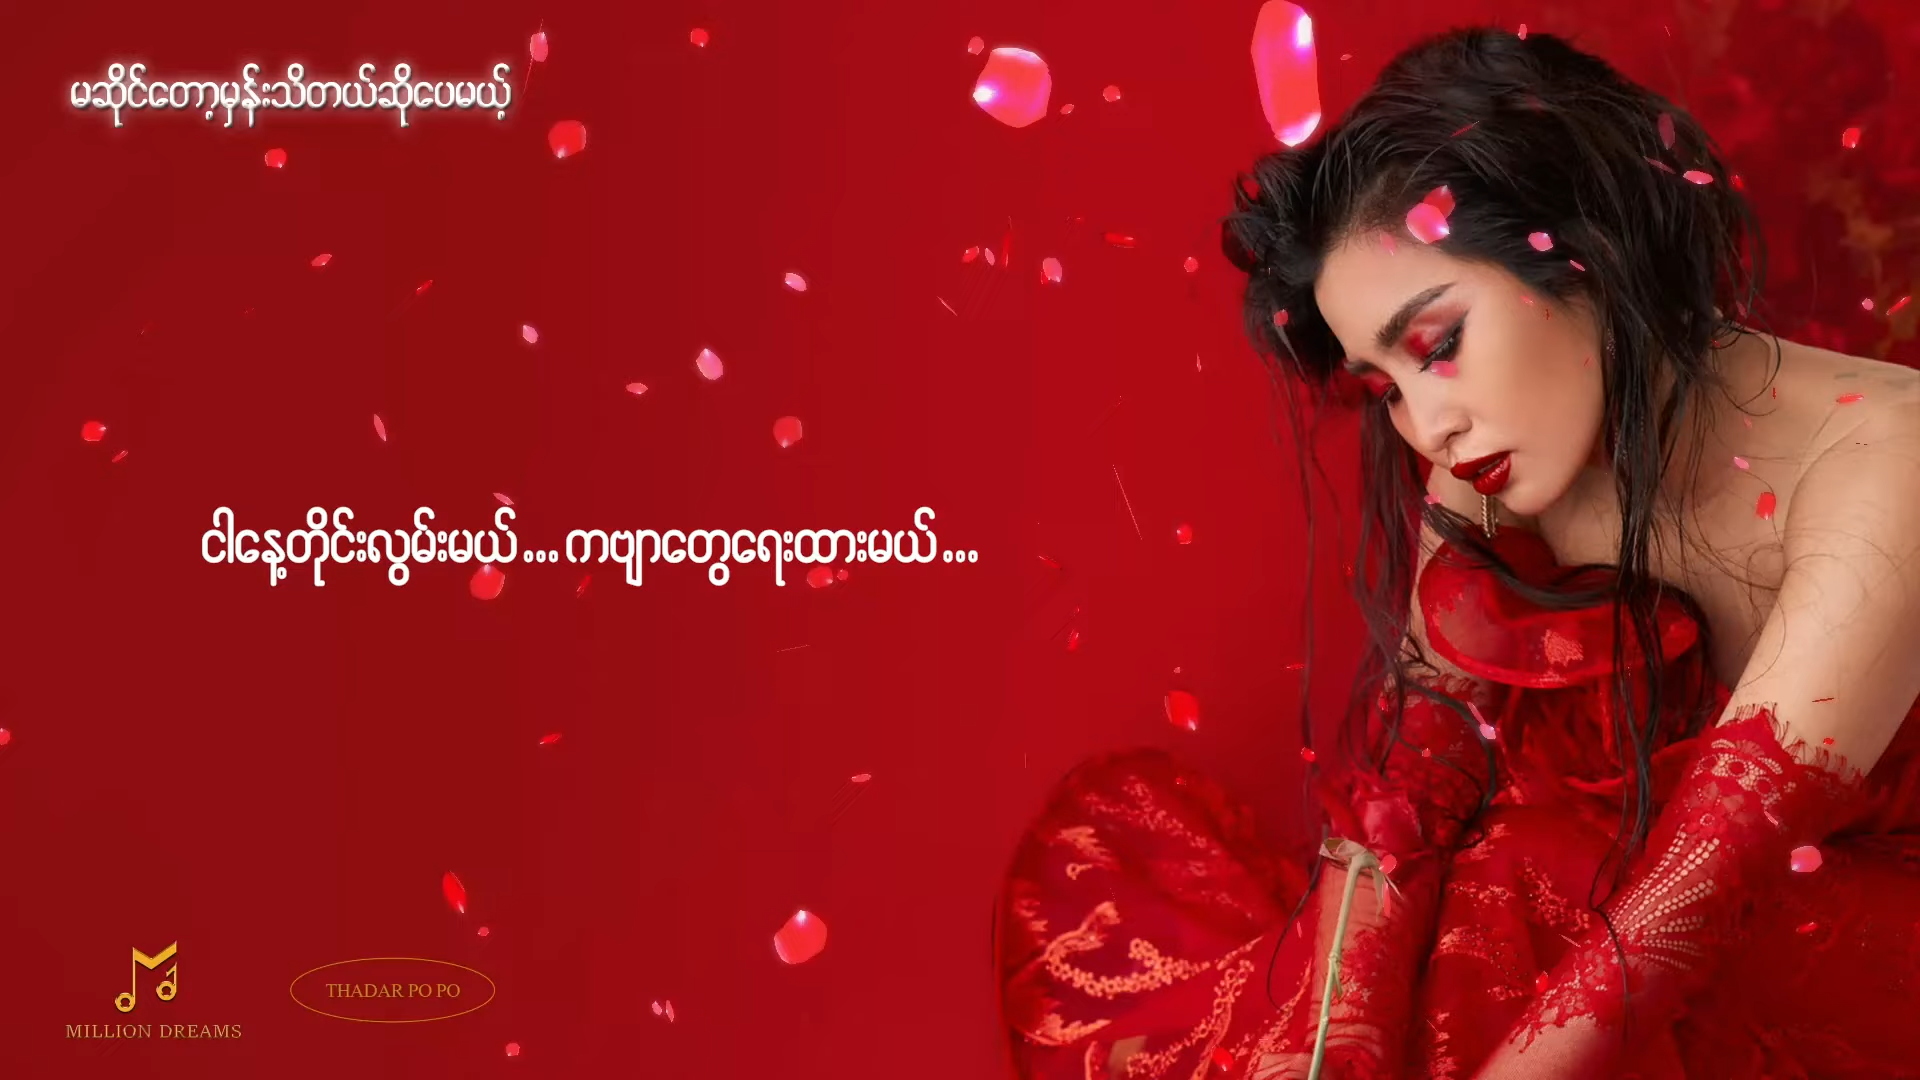 မဆိုင်တော့မှန်းသိတယ်ဆိုပေမယ့်
ငါနေ့တိုင်းလွမ်းမယ်... ကဗျာတွေရေးထားမယ်...
MILLION DREAMS
THADAR PO PO